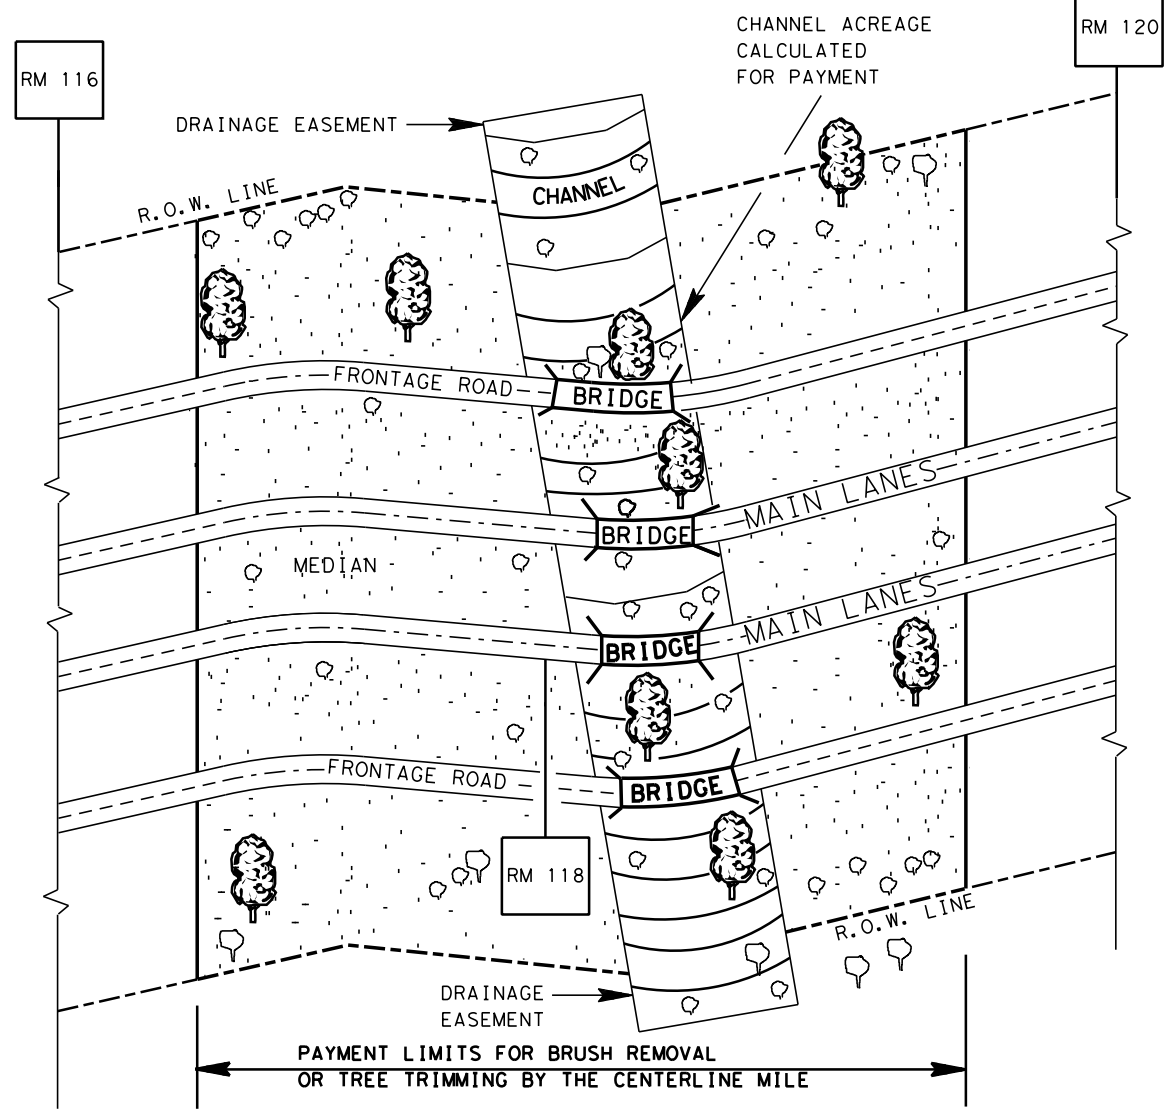 CHANNEL ACREAGE
CALCULATED
FOR PAYMENT
RM 120
RM 116
DRAINAGE EASEMENT
R.O.W. LINE
CHANNEL
FRONTAGE ROAD
BRIDGE
MAIN LANES
BRIDGE
MEDIAN
MAIN LANES
BRIDGE
FRONTAGE ROAD
BRIDGE
RM 118
R.O.W. LINE
DRAINAGE
EASEMENT
PAYMENT LIMITS FOR BRUSH REMOVAL
OR TREE TRIMMING BY THE CENTERLINE MILE